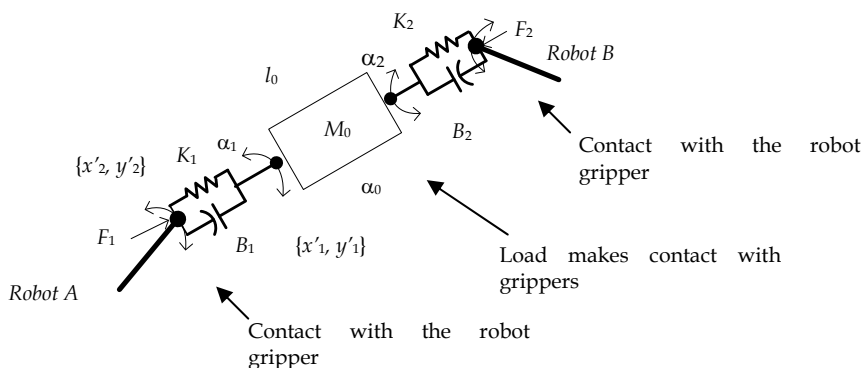 K₂
F₂
Robot B
α₂
l₀
M₀
B₂
Contact with the robot
gripper
K₁
α₁
{x'₂, y'₂}
α₀
F₁
B₁
{x'₁, y'₁}
Load makes contact with
grippers
Robot A
Contact with the robot
gripper